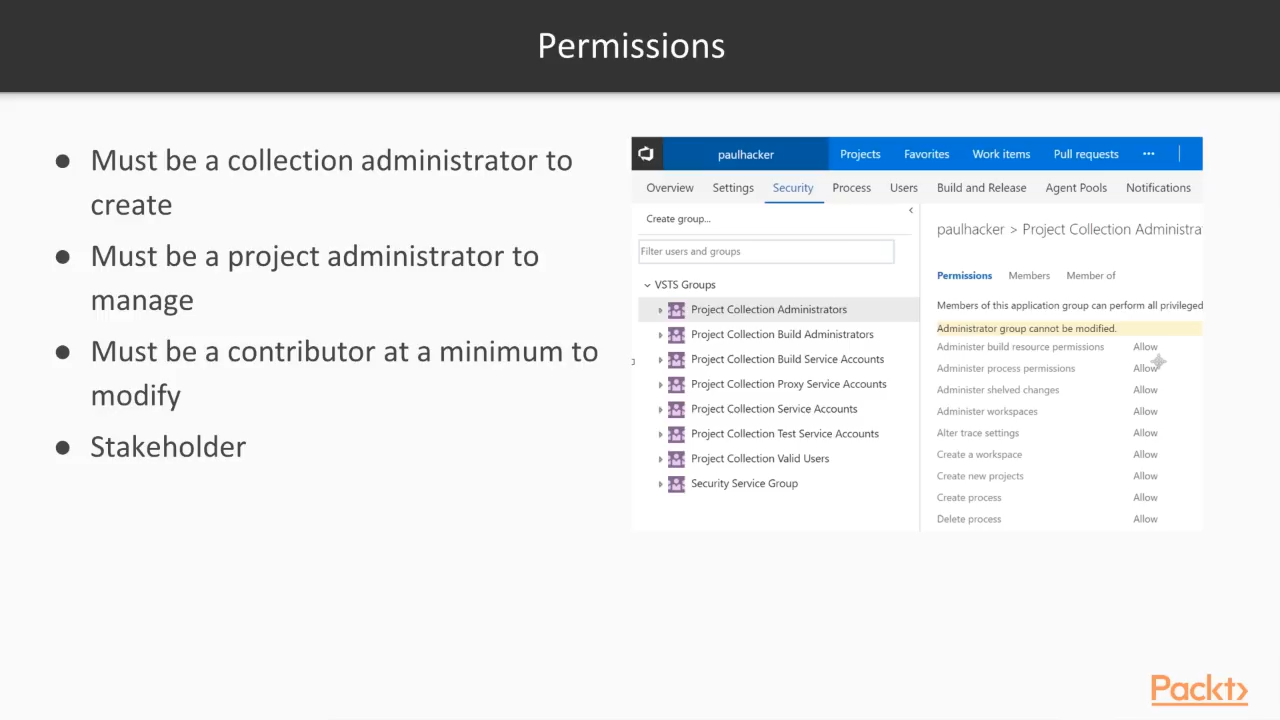 Permissions
● Must be a collection administrator to
create
● Must be a project administrator to
manage
● Must be a contributor at a minimum to
modify
● Stakeholder
paulhacker Projects Favorites Work items Pull requests ···
Overview Settings Security Process Users Build and Release Agent Pools Notifications
Create group...
Filter users and groups
VSTS Groups
Project Collection Administrators
Project Collection Build Administrators
Project Collection Build Service Accounts
Project Collection Proxy Service Accounts
Project Collection Service Accounts
Project Collection Test Service Accounts
Project Collection Valid Users
Security Service Group
paulhacker > Project Collection Administra
Permissions Members Member of
Members of this application group can perform all privileged
Administrator group cannot be modified.
Administer build resource permissions Allow
Administer process permissions Allow
Administer shelved changes Allow
Administer workspaces Allow
Alter trace settings Allow
Create a workspace Allow
Create new projects Allow
Create process Allow
Delete process Allow
Packt>